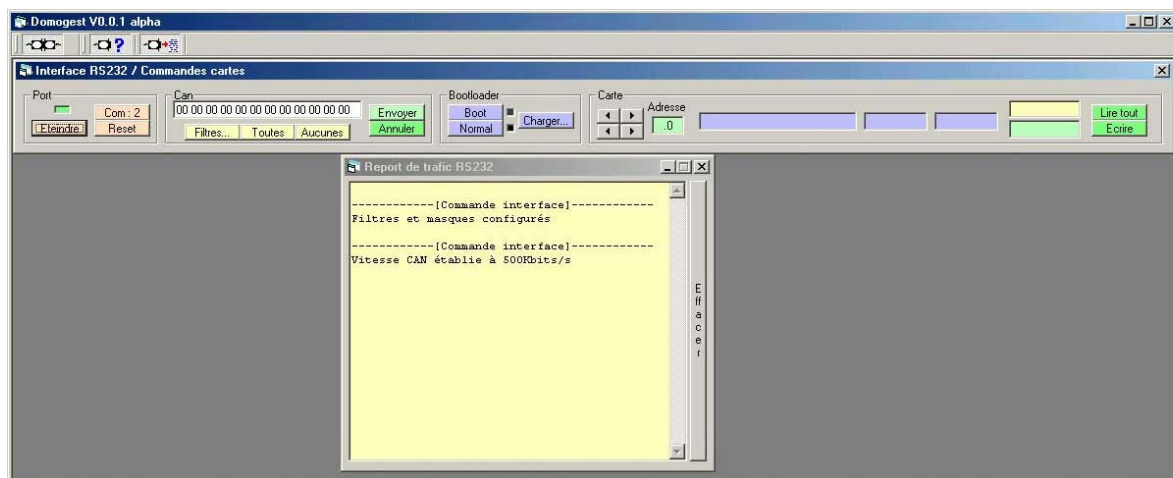 Domogest V0.0.1 alpha
?
Interface RS232 / Commandes cartes
Port
Com : 2
Eteindre
Reset
Can
00 00 00 00 00 00 00 00 00 00 00 00
Envoyer
Filtres...
Toutes
Aucunes
Annuler
Bootloader
Boot
Normal
Charger...
Carte
Adresse
.0
Lire tout
Ecrire
Report de trafic RS232
------------[Commande interface]------------
Filtres et masques configurés
------------[Commande interface]------------
Vitesse CAN établie à 500Kbits/s
Effacer